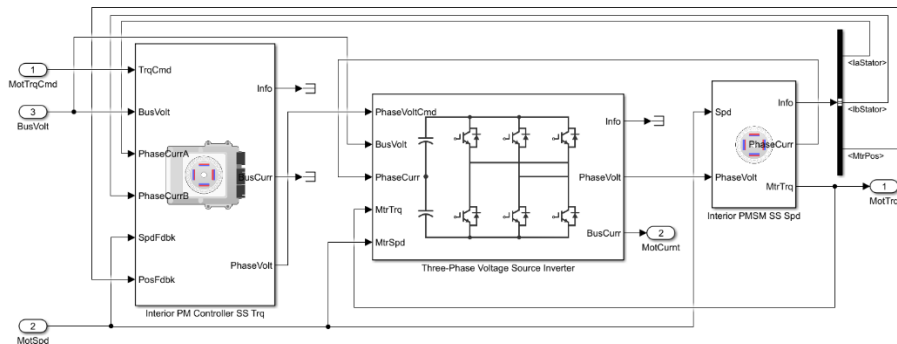 1
MotTrqCmd
3
BusVolt
2
MotSpd
TrqCmd
BusVolt
PhaseCurrA
PhaseCurrB
SpdFdbk
PosFdbk
Info
BusCurr
PhaseVolt
Interior PM Controller SS Trq
PhaseVoltCmd
BusVolt
PhaseCurr
MtrTrq
MtrSpd
Info
PhaseVolt
BusCurr
Three-Phase Voltage Source Inverter
2
MotCurnt
Spd
PhaseVolt
Info
PhaseCurr
MtrTrq
Interior PMSM SS Spd
<IaStator>
<IbStator>
<MtrPos>
1
MotTrq